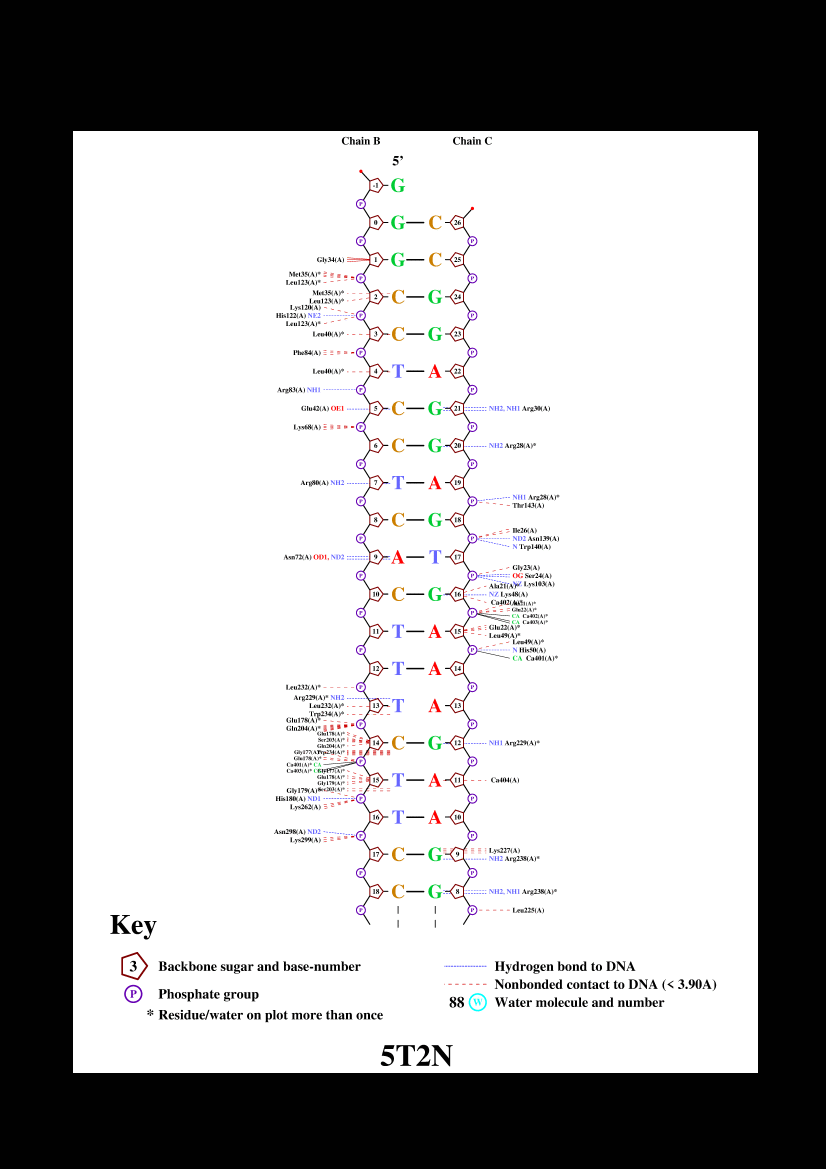 Chain B Chain C
5’
-1 G
P
0 G C 26
P P
Gly34(A) 1 G C 25
Met35(A)* P P
Leu123(A)*
Met35(A)* 2 C G 24
Leu123(A)*
Lys120(A)
His122(A) NE2 P P
Leu123(A)*
Leu40(A)* 3 C G 23
Phe84(A) P P
Leu40(A)* 4 T A 22
Arg83(A) NH1 P P
Glu42(A) OE1 5 C G 21 NH2, NH1 Arg30(A)
Lys68(A) P P
6 C G 20 NH2 Arg28(A)*
P P
Arg80(A) NH2 7 T A 19
P P NH1 Arg28(A)*
Thr143(A)
8 C G 18
Ile26(A)
P P ND2 Asn139(A)
N Trp140(A)
Asn72(A) OD1, ND2 9 A T 17
Gly23(A)
P P OG Ser24(A)
NZ Lys103(A)
Ala21(A)*
10 C G 16 NZ Lys48(A)
Ca402(A)*
Glu22(A)*
P P CA Ca402(A)*
CA Ca403(A)*
Glu22(A)*
11 T A 15
Leu49(A)*
Leu49(A)*
P P N His50(A)
CA Ca401(A)*
12 T A 14
Leu232(A)* P P
Arg229(A)* NH2
Leu232(A)* 13 T A 13
Trp234(A)*
Glu178(A)*
Gln204(A)* P P
Glu178(A)*
Ser203(A)* 14 C G 12 NH1 Arg229(A)*
Gln204(A)*
Gly177(A)*
Glu178(A)*
Ca401(A)* CA P P
Ca403(A)*
Gly177(A)*
Glu178(A)* 15 T A 11 Ca404(A)
Gly179(A)*
Ser203(A)*
Gly179(A)*
His180(A) ND1 P P
Lys262(A)
16 T A 10
Asn298(A) ND2 P P
Lys299(A)
Lys227(A)
17 C G 9
NH2 Arg238(A)*
P P
18 C G 8 NH2, NH1 Arg238(A)*
P P Leu225(A)
Key
3 Backbone sugar and base-number
P Phosphate group
* Residue/water on plot more than once
Hydrogen bond to DNA
Nonbonded contact to DNA (< 3.90A)
88 W Water molecule and number
5T2N